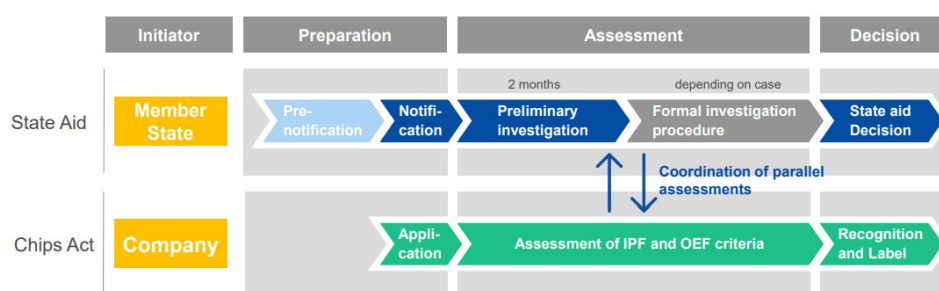 Initiator Preparation Assessment Decision
2 months depending on case
State Aid
Member
State
Pre-
notification
Notifi-
cation
Preliminary
investigation
Formal investigation
procedure
State aid
Decision
Coordination of parallel
assessments
Chips Act
Company
Appli-
cation
Assessment of IPF and OEF criteria
Recognition
and Label